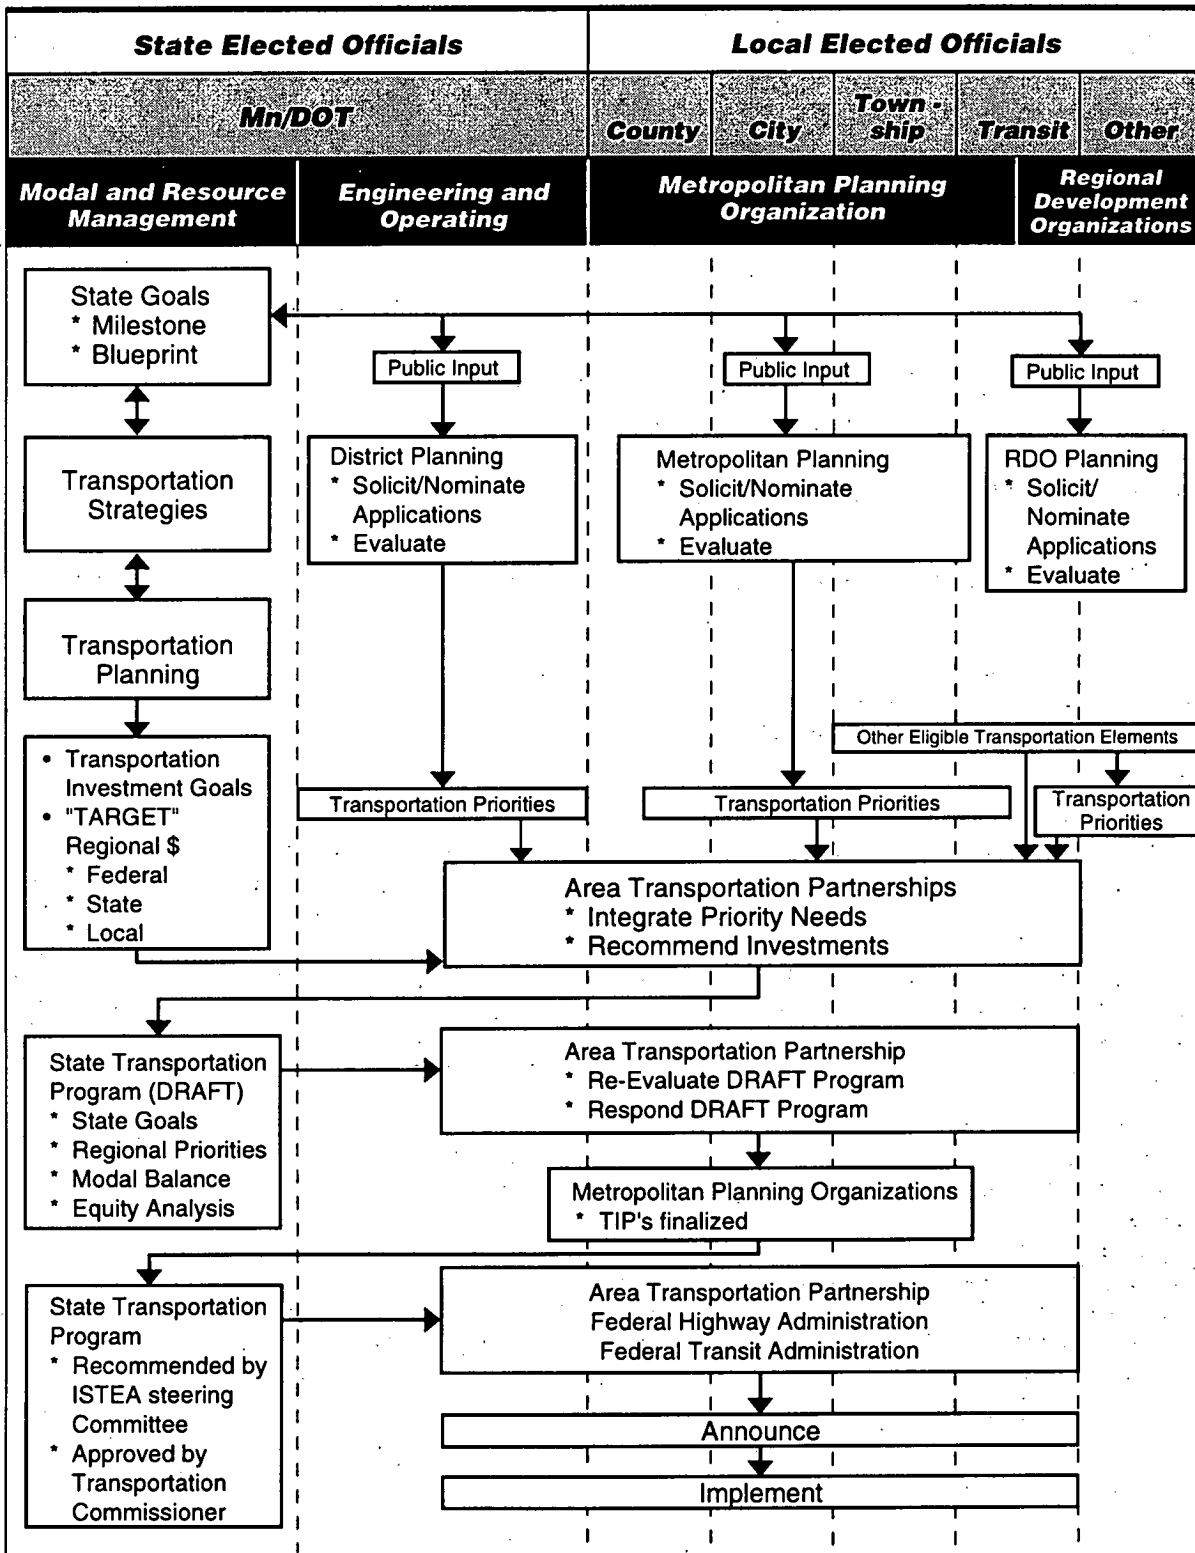 State Elected Officials
Local Elected Officials
Mn/DOT
County
City
Town-
ship
Transit
Other
Modal and Resource
Management
Engineering and
Operating
Metropolitan Planning
Organization
Regional
Development
Organizations
State Goals
* Milestone
* Blueprint
Public Input
Public Input
Public Input
Transportation
Strategies
District Planning
* Solicit/Nominate
Applications
* Evaluate
Metropolitan Planning
* Solicit/Nominate
Applications
* Evaluate
RDO Planning
* Solicit/
Nominate
Applications
* Evaluate
Transportation
Planning
• Transportation
Investment Goals
• "TARGET"
Regional $
* Federal
* State
* Local
Other Eligible Transportation Elements
Transportation Priorities
Transportation Priorities
Transportation
Priorities
Area Transportation Partnerships
* Integrate Priority Needs
* Recommend Investments
State Transportation
Program (DRAFT)
* State Goals
* Regional Priorities
* Modal Balance
* Equity Analysis
Area Transportation Partnership
* Re-Evaluate DRAFT Program
* Respond DRAFT Program
Metropolitan Planning Organizations
* TIP's finalized
State Transportation
Program
* Recommended by
ISTEA steering
Committee
* Approved by
Transportation
Commissioner
Area Transportation Partnership
Federal Highway Administration
Federal Transit Administration
Announce
Implement